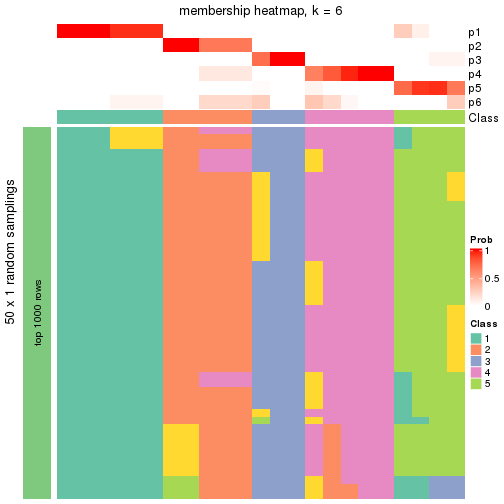 membership heatmap, k = 6
p1
p2
p3
p4
p5
p6
Class
50 x 1 random samplings
top 1000 rows
Prob
1
0.5
0
Class
1
2
3
4
5